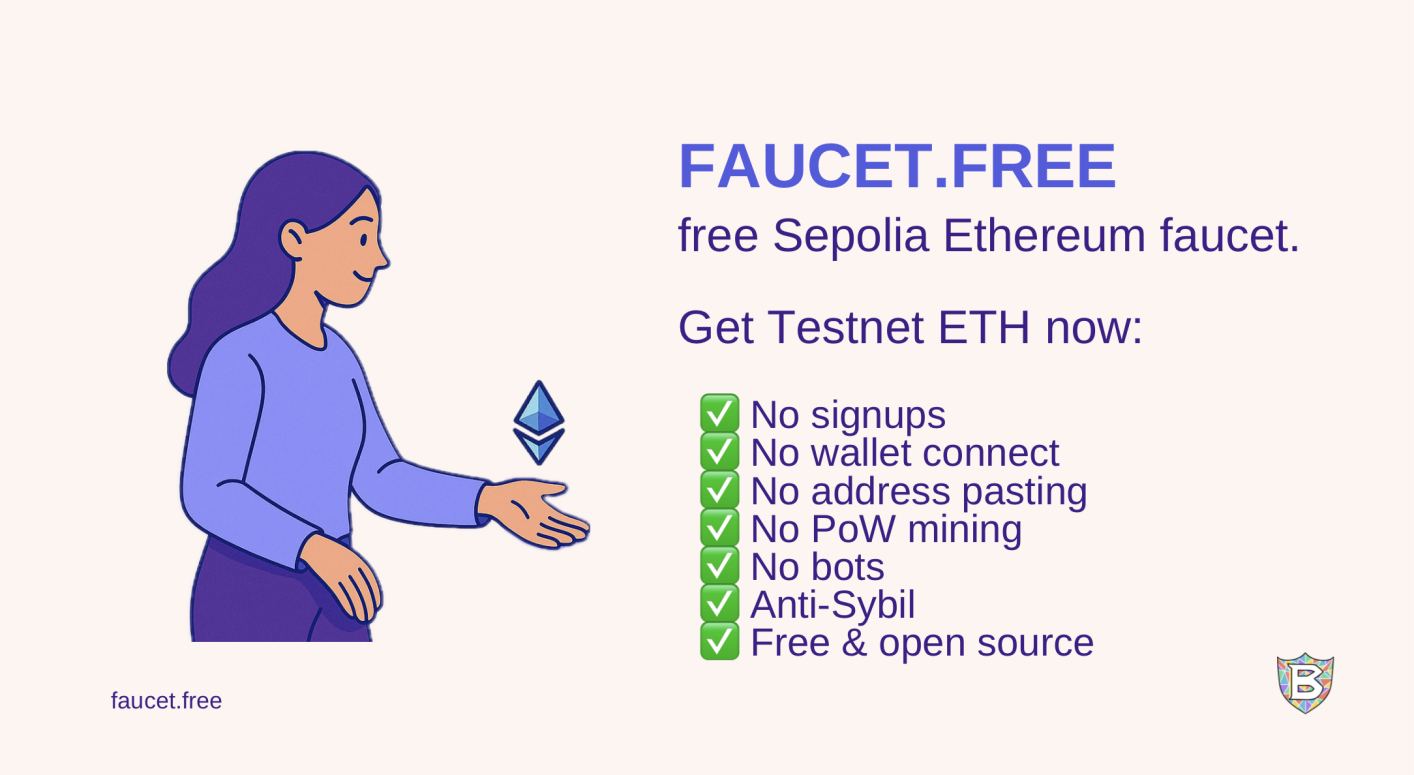 FAUCET.FREE
free Sepolia Ethereum faucet.
Get Testnet ETH now:
✅ No signups
✅ No wallet connect
✅ No address pasting
✅ No PoW mining
✅ No bots
✅ Anti-Sybil
✅ Free & open source
faucet.free
B